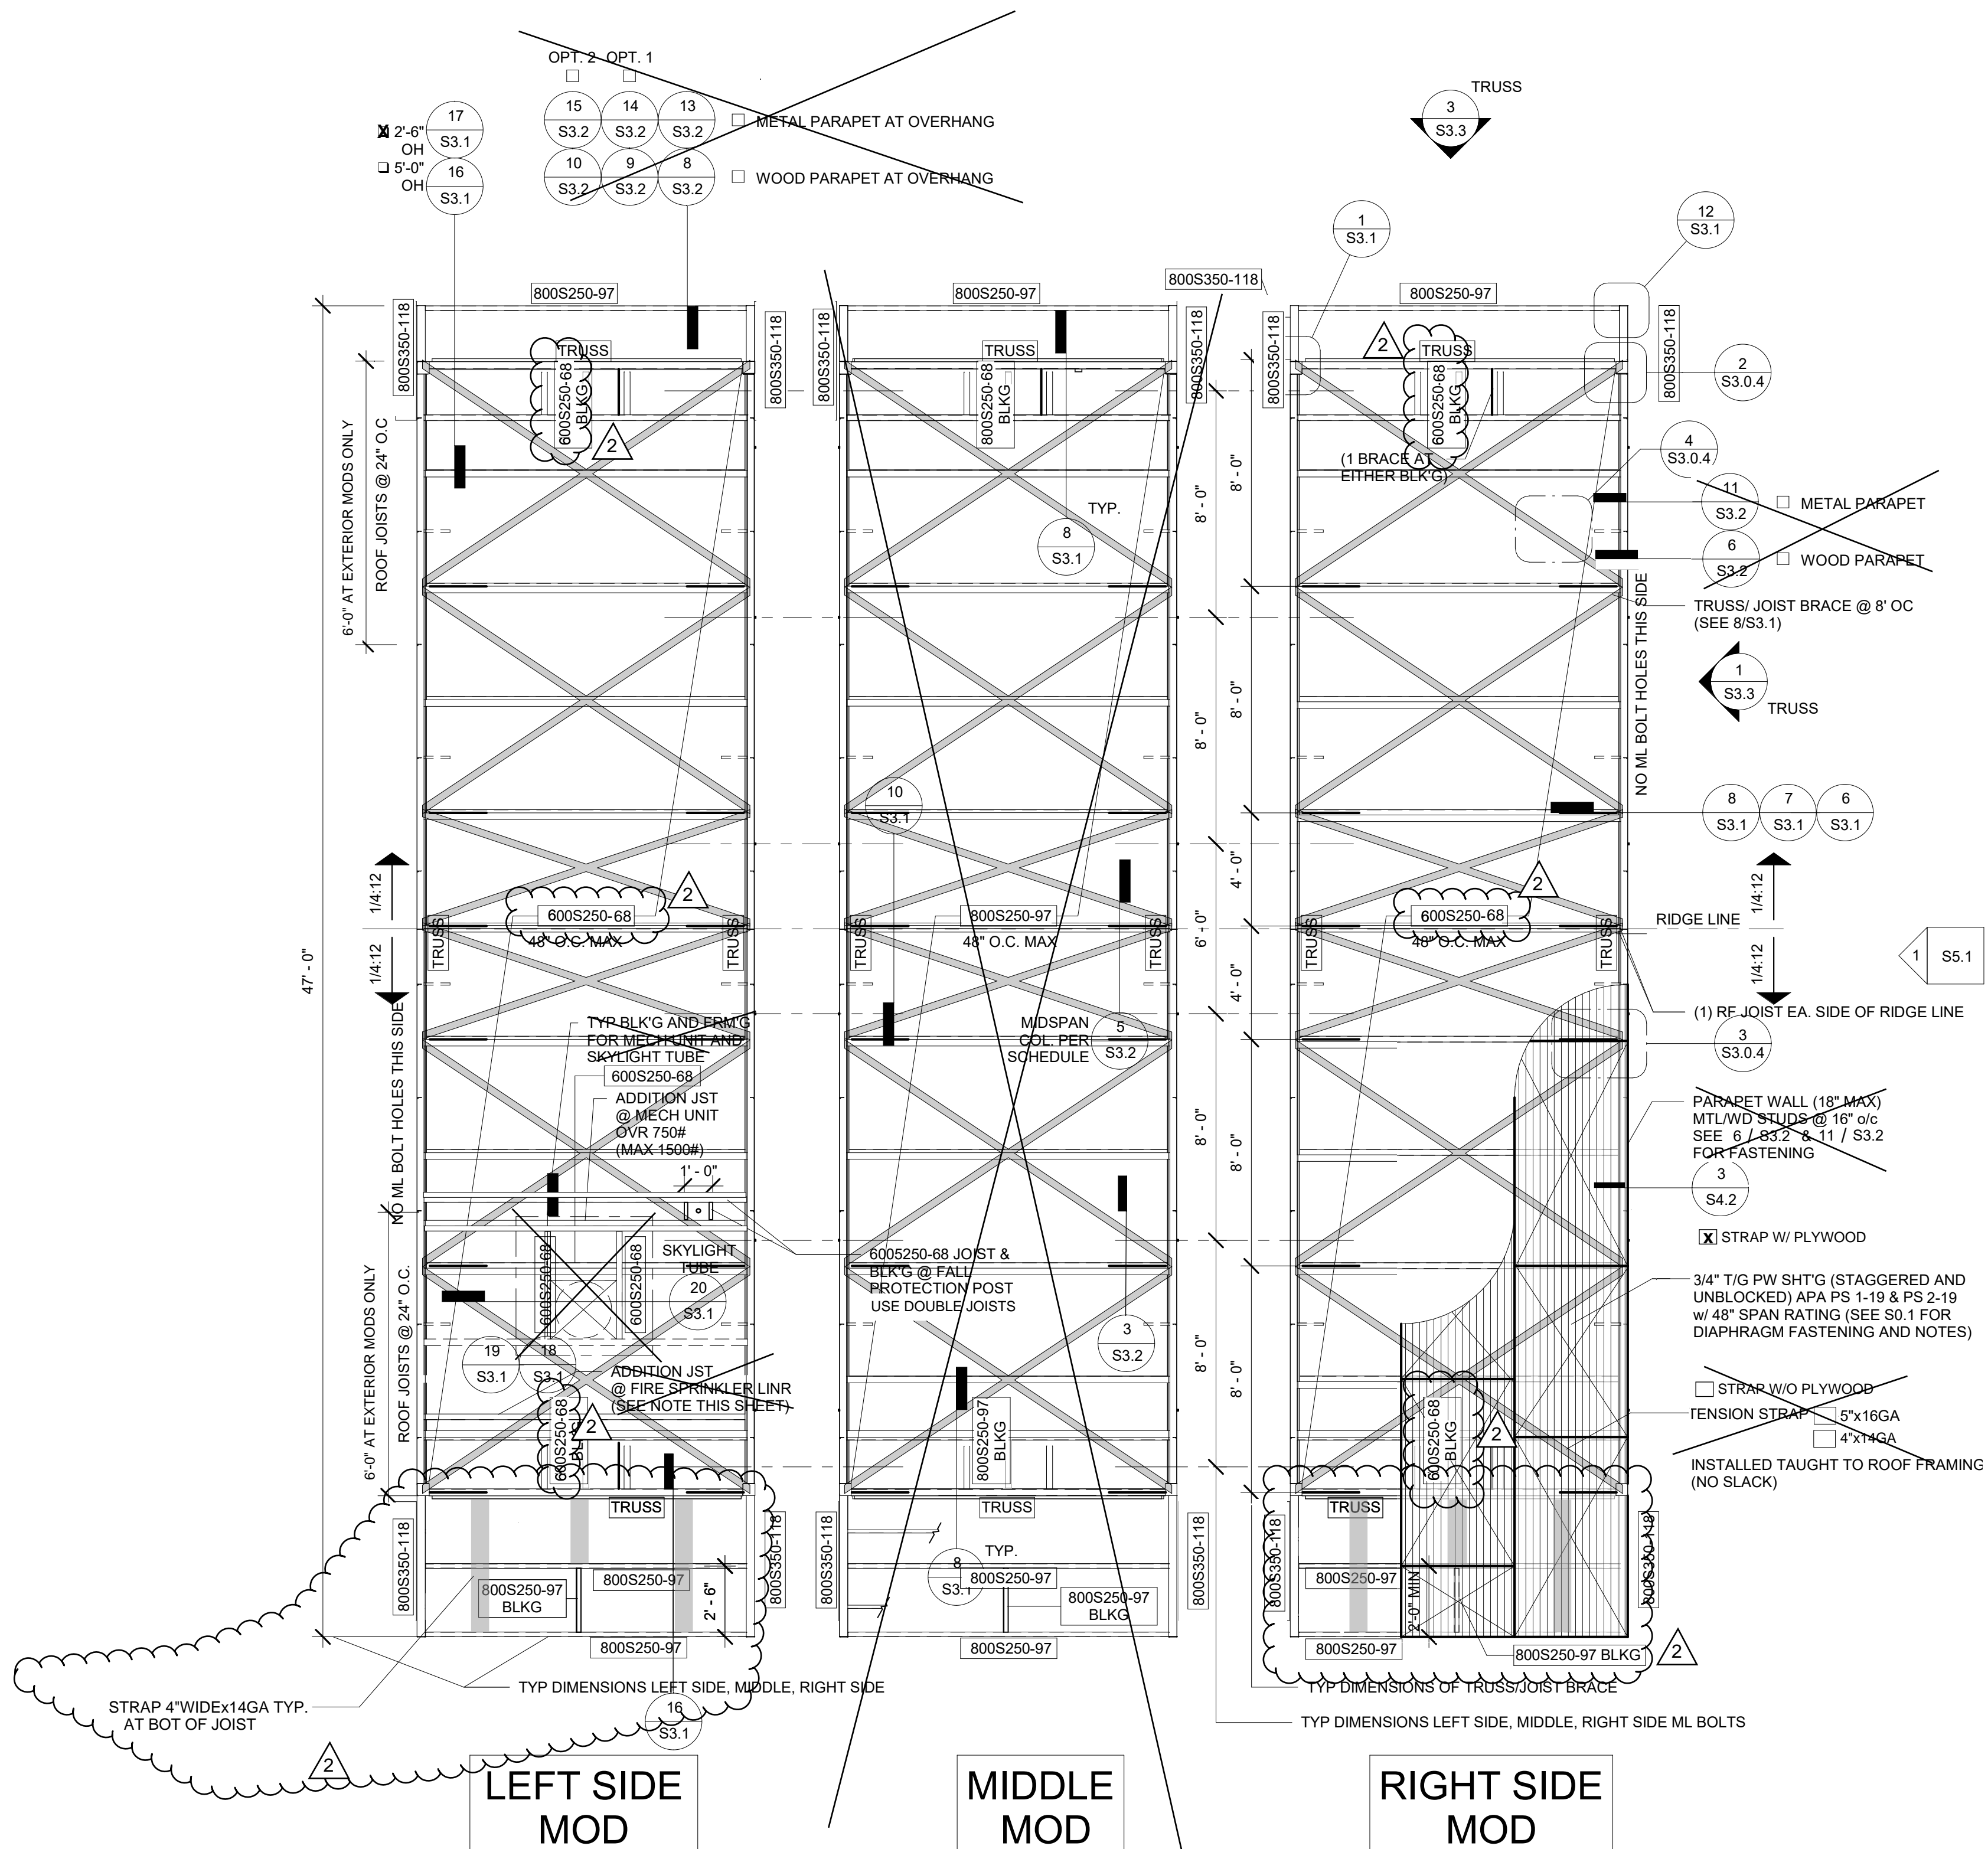 OPT. 2 OPT. 1
17
S3.1
X 2'-6"
OH
5'-0"
OH
16
S3.1
15
S3.2
14
S3.2
13
S3.2
METAL PARAPET AT OVERHANG
10
S3.2
9
S3.2
8
S3.2
WOOD PARAPET AT OVERHANG
TRUSS
3
S3.3
1
S3.1
12
S3.1
800S250-97
800S350-118
800S350-118
TRUSS
600S250-68
BLKG
2
6'-0" AT EXTERIOR MODS ONLY
ROOF JOISTS @ 24" O.C
47' - 0"
1/4:12
1/4:12
TRUSS
TRUSS
600S250-68
2
48" O.C. MAX
NO ML BOLT HOLES THIS SIDE
TYP BLK'G AND FRM'G
FOR MECH UNIT AND
SKYLIGHT TUBE
600S250-68
ADDITION JST
@ MECH UNIT
OVR 750#
(MAX 1500#)
1' - 0"
600S250-68
600S250-68
SKYLIGHT
TUBE
20
S3.1
19
S3.1
18
S3.1
6'-0" AT EXTERIOR MODS ONLY
ROOF JOISTS @ 24" O.C.
ADDITION JST
@ FIRE SPRINKLER LINR
(SEE NOTE THIS SHEET)
600S250-68
BLKG
2
TRUSS
800S350-118
800S350-118
800S250-97
BLKG
800S250-97
2' - 6"
800S250-97
TYP DIMENSIONS LEFT SIDE, MIDDLE, RIGHT SIDE
STRAP 4"WIDEx14GA TYP.
AT BOT OF JOIST
2
16
S3.1
LEFT SIDE
MOD
800S250-97
800S350-118
800S350-118
800S350-118
TRUSS
800S250-68
BLKG
TYP.
8
S3.1
8' - 0"
8' - 0"
10
S3.1
800S250-97
48" O.C. MAX
TRUSS
TRUSS
6' - 0"
MIDSPAN
COL. PER
SCHEDULE
5
S3.2
8' - 0"
6005250-68 JOIST &
BLK'G @ FALL
PROTECTION POST
USE DOUBLE JOISTS
3
S3.2
8' - 0"
800S250-97
BLKG
TRUSS
800S350-118
800S350-118
TYP.
8
S3.1
800S250-97
800S250-97
BLKG
800S250-97
MIDDLE
MOD
800S250-97
800S350-118
800S350-118
2
TRUSS
600S250-68
BLKG
(1 BRACE AT
EITHER BLK'G)
8' - 0"
8' - 0"
4' - 0"
4' - 0"
8' - 0"
8' - 0"
2
S3.0.4
4
S3.0.4
11
S3.2
METAL PARAPET
6
S3.2
WOOD PARAPET
NO ML BOLT HOLES THIS SIDE
TRUSS/ JOIST BRACE @ 8' OC
(SEE 8/S3.1)
1
S3.3
TRUSS
8
S3.1
7
S3.1
6
S3.1
2
600S250-68
48" O.C. MAX
TRUSS
TRUSS
RIDGE LINE
1/4:12
1/4:12
1
S5.1
(1) RF JOIST EA. SIDE OF RIDGE LINE
3
S3.0.4
PARAPET WALL (18" MAX)
MTL/WD STUDS @ 16" o/c
SEE 6 / S3.2 & 11 / S3.2
FOR FASTENING
3
S4.2
X STRAP W/ PLYWOOD
3/4" T/G PW SHT'G (STAGGERED AND
UNBLOCKED) APA PS 1-19 & PS 2-19
w/ 48" SPAN RATING (SEE S0.1 FOR
DIAPHRAGM FASTENING AND NOTES)
STRAP W/O PLYWOOD
TENSION STRAP
5"x16GA
4"x14GA
INSTALLED TAUGHT TO ROOF FRAMING
(NO SLACK)
600S250-68
BLKG
2
TRUSS
800S350-118
800S350-118
800S250-97
2'-0" MIN
800S250-97
800S250-97 BLKG
2
TYP DIMENSIONS OF TRUSS/JOIST BRACE
TYP DIMENSIONS LEFT SIDE, MIDDLE, RIGHT SIDE ML BOLTS
RIGHT SIDE
MOD